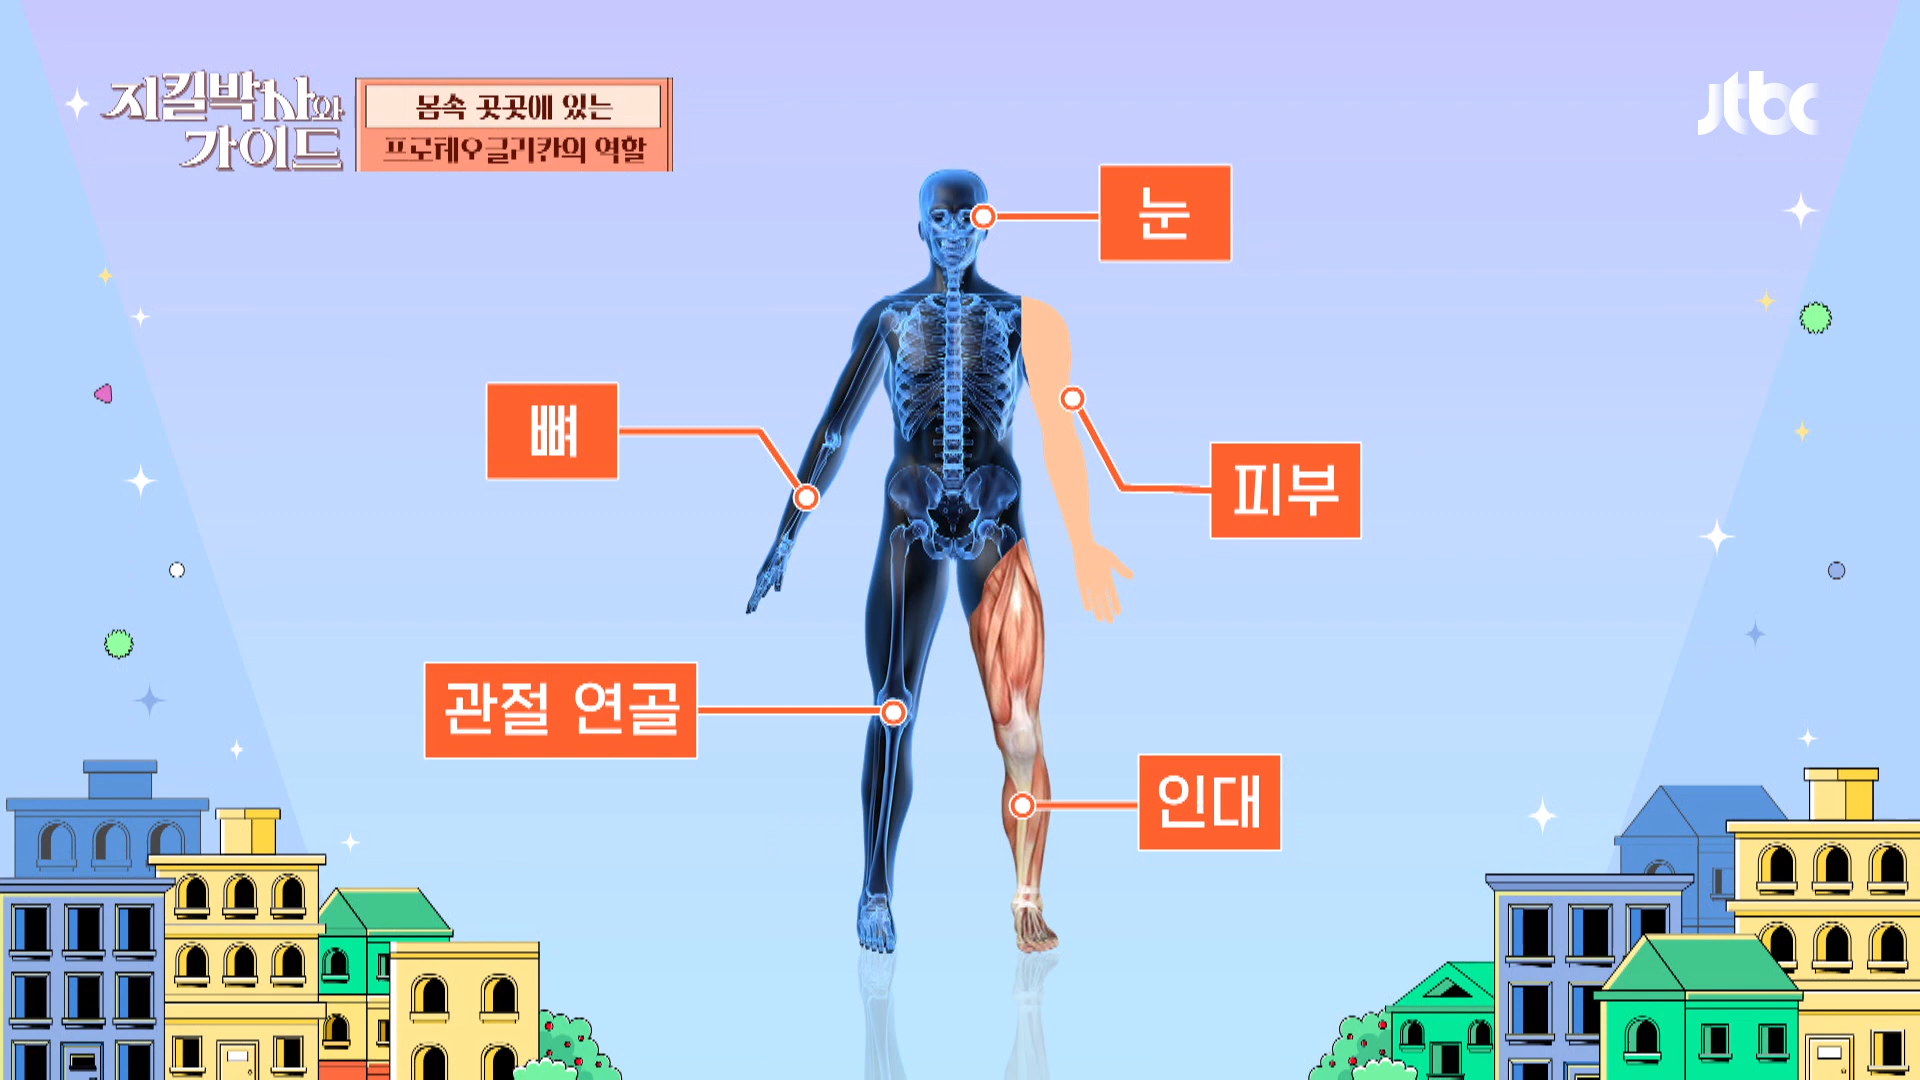 지킬박사와
가이드
몸속 곳곳에 있는
프로테오글리칸의 역할
jtbc
눈
뼈
피부
관절 연골
인대